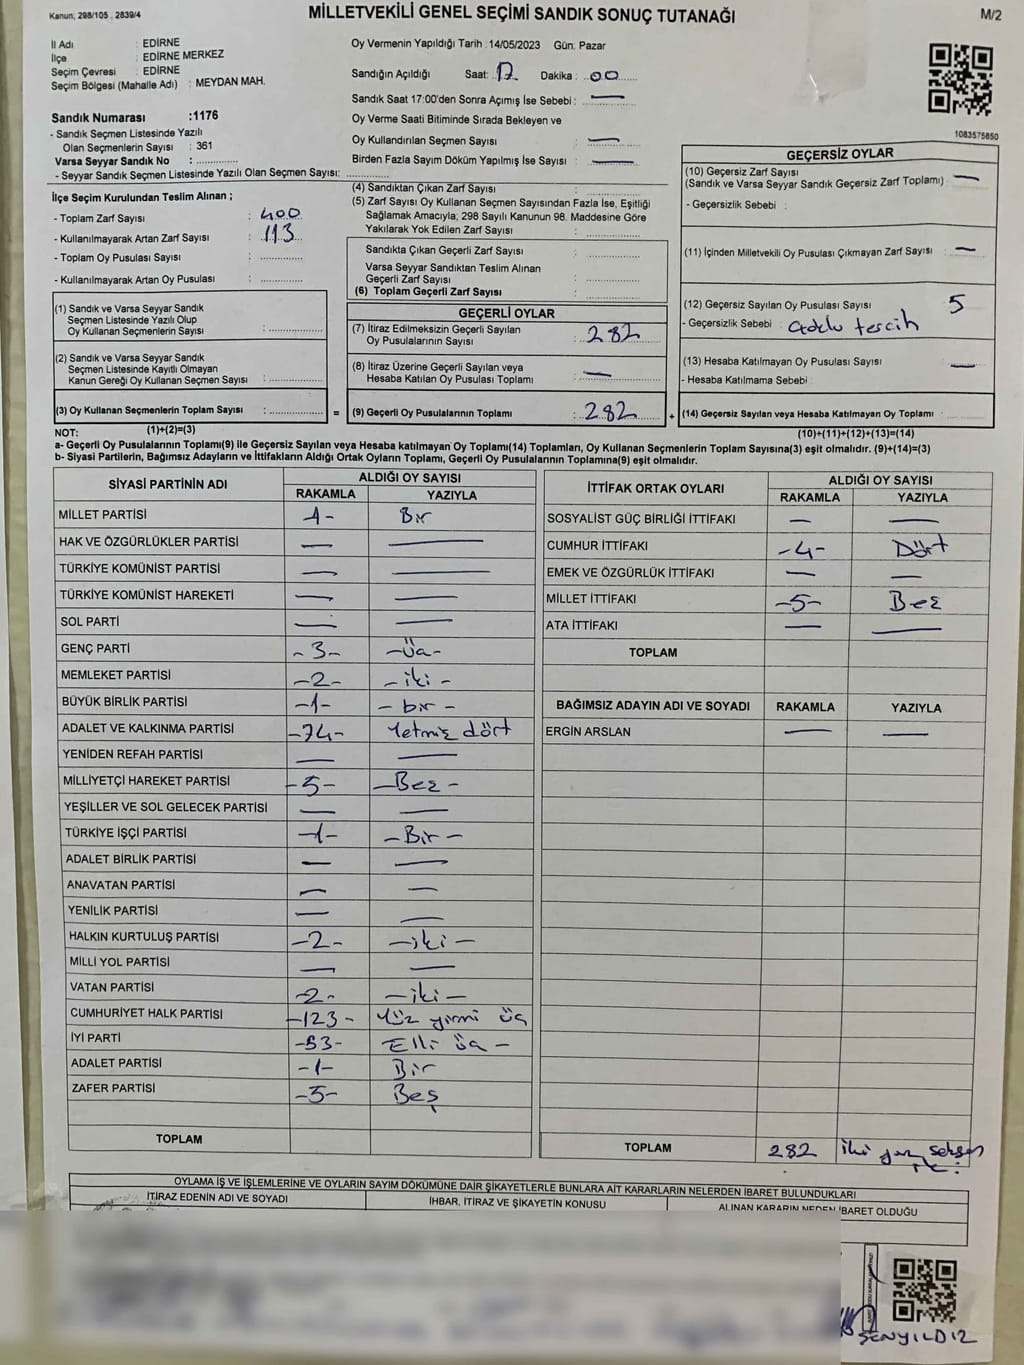 Kanun, 298/105 , 2839/4
MİLLETVEKİLİ GENEL SEÇİMİ SANDIK SONUÇ TUTANAĞI
M/2
İl Adı : EDİRNE
İlçe : EDİRNE MERKEZ
Seçim Çevresi : EDİRNE
Seçim Bölgesi (Mahalle Adı) : MEYDAN MAH.
Sandık Numarası :1176
- Sandık Seçmen Listesinde Yazılı
Olan Seçmenlerin Sayısı : 361
Varsa Seyyar Sandık No : ..............
- Seyyar Sandık Seçmen Listesinde Yazılı Olan Seçmen Sayısı: ..............
Oy Vermenin Yapıldığı Tarih :14/05/2023 Gün: Pazar
Sandığın Açıldığı Saat: 17 Dakika : 00
Sandık Saat 17:00'den Sonra Açımış İse Sebebi : —
Oy Verme Saati Bitiminde Sırada Bekleyen ve
Oy Kullandırılan Seçmen Sayısı —
Birden Fazla Sayım Döküm Yapılmış İse Sayısı : —
1083575850
İlçe Seçim Kurulundan Teslim Alınan ;
- Toplam Zarf Sayısı : 400
- Kullanılmayarak Artan Zarf Sayısı : 113
- Toplam Oy Pusulası Sayısı : ..............
- Kullanılmayarak Artan Oy Pusulası : ..............
(1) Sandık ve Varsa Seyyar Sandık
Seçmen Listesinde Yazılı Olup
Oy Kullanan Seçmenlerin Sayısı : ..............
(2) Sandık ve Varsa Seyyar Sandık
Seçmen Listesinde Kayıtlı Olmayan
Kanun Gereği Oy Kullanan Seçmen Sayısı : ..............
(3) Oy Kullanan Seçmenlerin Toplam Sayısı : .............. =
(1)+(2)=(3)
(4) Sandıktan Çıkan Zarf Sayısı : ..............
(5) Zarf Sayısı Oy Kullanan Seçmen Sayısından Fazla İse, Eşitliği
Sağlamak Amacıyla; 298 Sayılı Kanunun 98. Maddesine Göre
Yakılarak Yok Edilen Zarf Sayısı : ..............
Sandıkta Çıkan Geçerli Zarf Sayısı : ..............
Varsa Seyyar Sandıktan Teslim Alınan
Geçerli Zarf Sayısı : ..............
(6) Toplam Geçerli Zarf Sayısı : ..............
GEÇERLİ OYLAR
(7) İtiraz Edilmeksizin Geçerli Sayılan
Oy Pusulalarının Sayısı : 282
(8) İtiraz Üzerine Geçerli Sayılan veya
Hesaba Katılan Oy Pusulası Toplamı : —
(9) Geçerli Oy Pusulalarının Toplamı : 282 +
GEÇERSİZ OYLAR
(10) Geçersiz Zarf Sayısı
(Sandık ve Varsa Seyyar Sandık Geçersiz Zarf Toplamı) : —
- Geçersizlik Sebebi :
(11) İçinden Milletvekili Oy Pusulası Çıkmayan Zarf Sayısı : —
(12) Geçersiz Sayılan Oy Pusulası Sayısı 5
- Geçersizlik Sebebi : tercih
(13) Hesaba Katılmayan Oy Pusulası Sayısı : —
- Hesaba Katılmama Sebebi :
(14) Geçersiz Sayılan veya Hesaba Katılmayan Oy Toplamı : ..............
(10)+(11)+(12)+(13)=(14)
NOT:
a- Geçerli Oy Pusulalarının Toplamı(9) ile Geçersiz Sayılan veya Hesaba katılmayan Oy Toplamı(14) Toplamları, Oy Kullanan Seçmenlerin Toplam Sayısına(3) eşit olmalıdır. (9)+(14)=(3)
b- Siyasi Partilerin, Bağımsız Adayların ve İttifakların Aldığı Ortak Oyların Toplamı, Geçerli Oy Pusulalarının Toplamına(9) eşit olmalıdır.
SİYASİ PARTİNİN ADI ALDIĞI OY SAYISI
RAKAMLA YAZIYLA
MİLLET PARTİSİ -1- Bir
HAK VE ÖZGÜRLÜKLER PARTİSİ — —
TÜRKİYE KOMÜNİST PARTİSİ — —
TÜRKİYE KOMÜNİST HAREKETİ — —
SOL PARTİ — —
GENÇ PARTİ -3- -Üç-
MEMLEKET PARTİSİ -2- -iki-
BÜYÜK BİRLİK PARTİSİ -1- -bir-
ADALET VE KALKINMA PARTİSİ -74- Yetmiş dört
YENİDEN REFAH PARTİSİ — —
MİLLİYETÇİ HAREKET PARTİSİ -5- -Beş-
YEŞİLLER VE SOL GELECEK PARTİSİ — —
TÜRKİYE İŞÇİ PARTİSİ -1- -Bir-
ADALET BİRLİK PARTİSİ — —
ANAVATAN PARTİSİ — —
YENİLİK PARTİSİ — —
HALKIN KURTULUŞ PARTİSİ -2- -iki-
MİLLİ YOL PARTİSİ — —
VATAN PARTİSİ -2- -iki-
CUMHURİYET HALK PARTİSİ -123- Yüz yirmi üç
İYİ PARTİ -53- Elli üç -
ADALET PARTİSİ -1- Bir
ZAFER PARTİSİ -5- Beş
TOPLAM
İTTİFAK ORTAK OYLARI ALDIĞI OY SAYISI
RAKAMLA YAZIYLA
SOSYALİST GÜÇ BİRLİĞİ İTTİFAKI — —
CUMHUR İTTİFAKI -4- Dört
EMEK VE ÖZGÜRLÜK İTTİFAKI — —
MİLLET İTTİFAKI -5- Beş
ATA İTTİFAKI — —
TOPLAM
BAĞIMSIZ ADAYIN ADI VE SOYADI RAKAMLA YAZIYLA
ERGİN ARSLAN — —
TOPLAM 282 iki yüz seksen
OYLAMA İŞ VE İŞLEMLERİNE VE OYLARIN SAYIM DÖKÜMÜNE DAİR ŞİKAYETLERLE BUNLARA AİT KARARLARIN NELERDEN İBARET BULUNDUKLARI
İTİRAZ EDENİN ADI VE SOYADI İHBAR, İTİRAZ VE ŞİKAYETİN KONUSU ALINAN KARARIN NEDEN İBARET OLDUĞU
ŞENYILDIZ